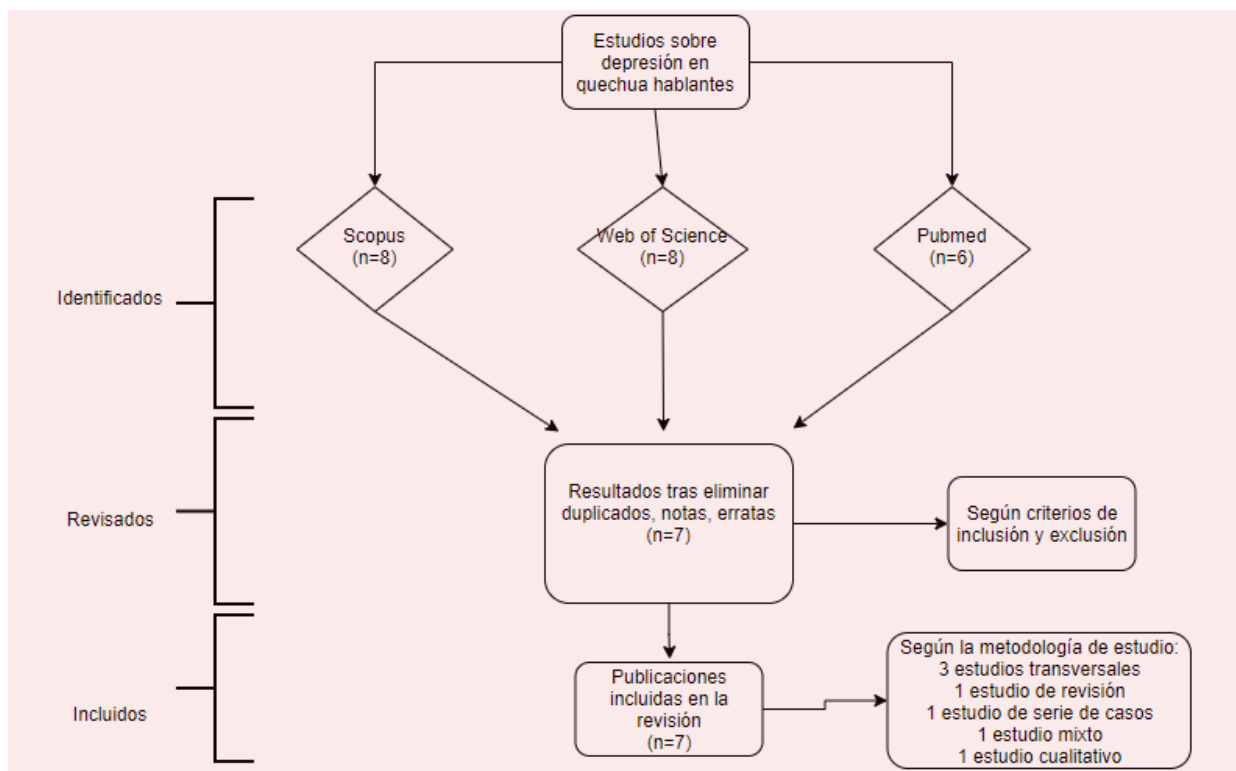 Estudios sobre
depresión en
quechua hablantes
Scopus
(n=8)
Web of Science
(n=8)
Pubmed
(n=6)
Identificados
Resultados tras eliminar
duplicados, notas, erratas
(n=7)
Según criterios de
inclusión y exclusión
Revisados
Publicaciones
incluidas en la
revisión
(n=7)
Según la metodología de estudio:
3 estudios transversales
1 estudio de revisión
1 estudio de serie de casos
1 estudio mixto
1 estudio cualitativo
Incluidos